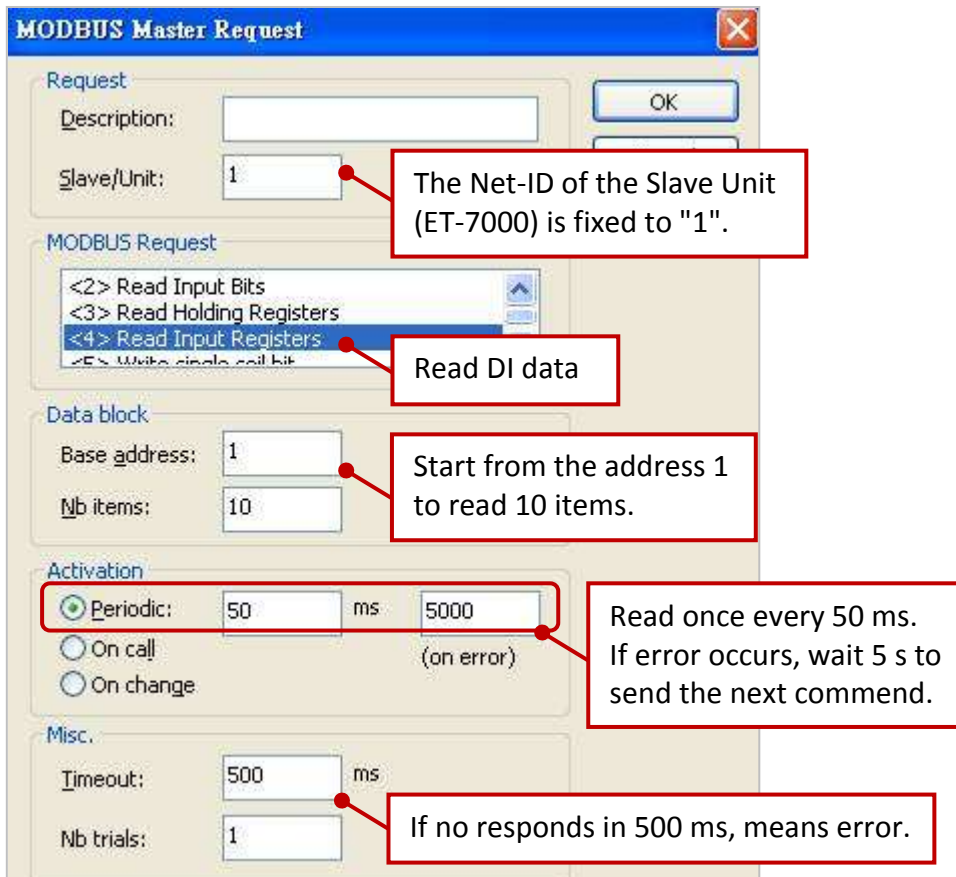 MODBUS Master Request
Request
Description:
OK
Slave/Unit: 1
The Net-ID of the Slave Unit
(ET-7000) is fixed to "1".
MODBUS Request
<2> Read Input Bits
<3> Read Holding Registers
<4> Read Input Registers
<5> Write single coil bit
Read DI data
Data block
Base address: 1
Nb items: 10
Start from the address 1
to read 10 items.
Activation
Periodic: 50 ms 5000
On call (on error)
On change
Read once every 50 ms.
If error occurs, wait 5 s to
send the next commend.
Misc.
Timeout: 500 ms
Nb trials: 1
If no responds in 500 ms, means error.